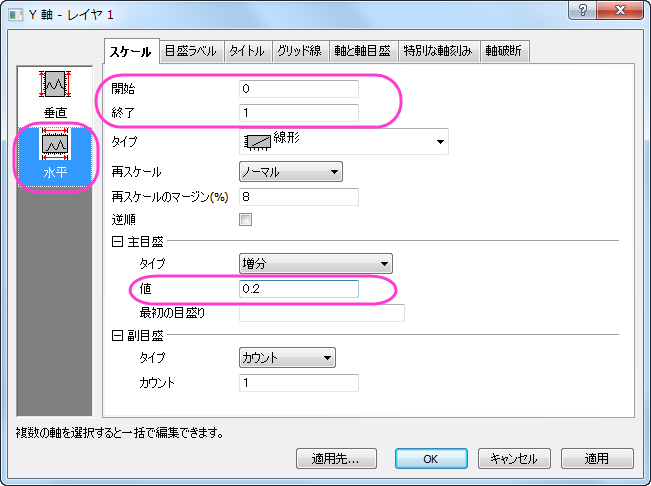 Y 軸 - レイヤ 1
スケール 目盛ラベル タイトル グリッド線 軸と軸目盛 特別な軸刻み 軸破断
垂直
水平
開始 0
終了 1
タイプ 線形
再スケール ノーマル
再スケールのマージン(%) 8
逆順
主目盛
タイプ 増分
値 0.2
最初の目盛り
副目盛
タイプ カウント
カウント 1
複数の軸を選択すると一括で編集できます。
適用先... OK キャンセル 適用